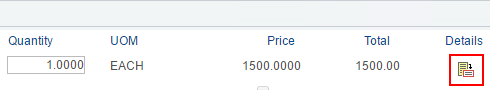 Quantity UOM Price Total Details
1.0000 EACH 1500.0000 1500.00